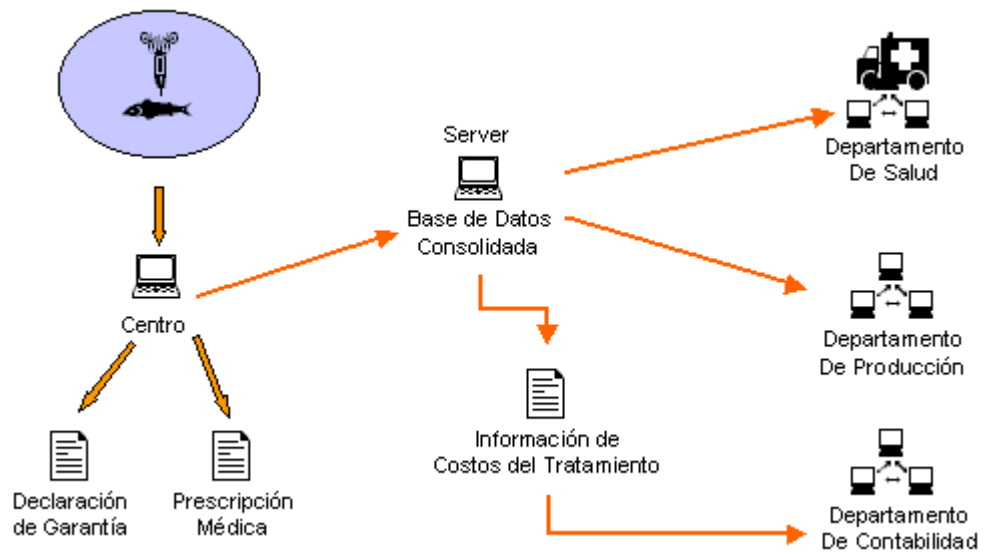 Server
Base de Datos
Consolidada
Centro
Declaración
de Garantía
Prescripción
Médica
Información de
Costos del Tratamiento
Departamento
De Salud
Departamento
De Producción
Departamento
De Contabilidad